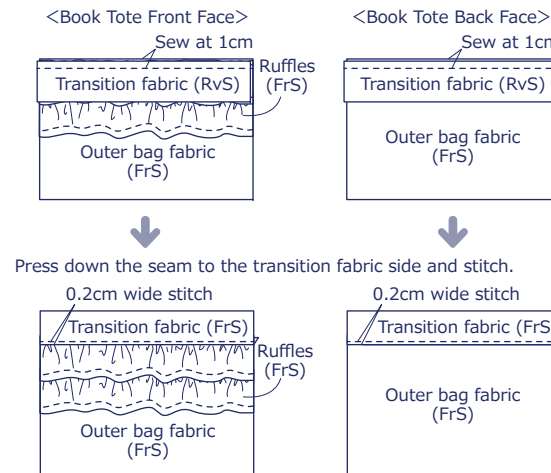 <Book Tote Front Face>
Sew at 1cm
Transition fabric (RvS)
Ruffles
(FrS)
Outer bag fabric
(FrS)
<Book Tote Back Face>
Sew at 1cm
Transition fabric (RvS)
Outer bag fabric
(FrS)
Press down the seam to the transition fabric side and stitch.
0.2cm wide stitch
Transition fabric (FrS)
Ruffles
(FrS)
Outer bag fabric
(FrS)
0.2cm wide stitch
Transition fabric (FrS
Outer bag fabric
(FrS)